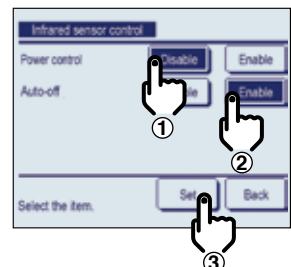 Infrared sensor control
Power control Disable Enable
Auto-off Enable
①
②
Select the item. Set Back
③